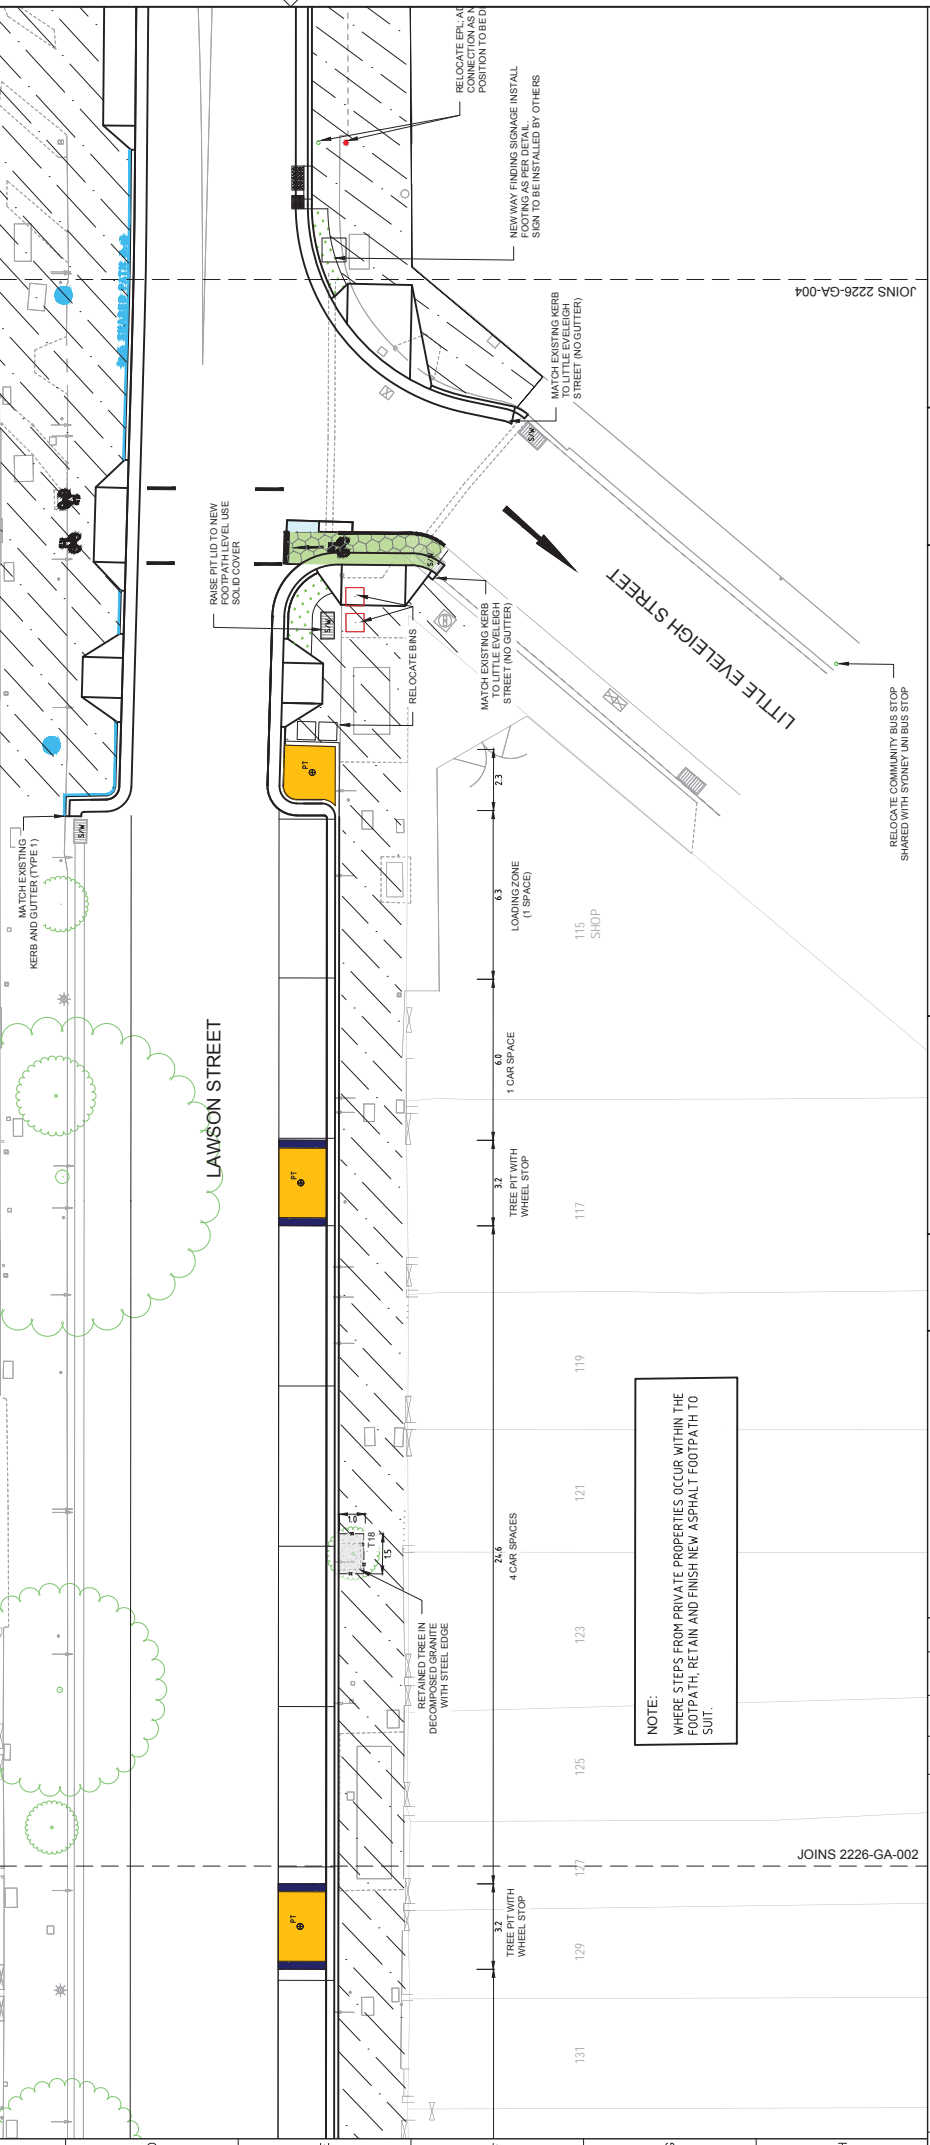 RELOCATE EPL;
CONNECTION AS
POSITION TO BE
NEW WAY FINDING SIGNAGE INSTALL
FOOTING AS PER DETAIL.
SIGN TO BE INSTALLED BY OTHERS
JOINS 2226-GA-004
SHARED PATH
MATCH EXISTING KERB
TO LITTLE EVELEIGH
STREET (NO GUTTER)
S/W
RAISE PIT LID TO NEW
FOOTPATH LEVEL USE
SOLID COVER
S/W
S/W
MATCH EXISTING KERB
TO LITTLE EVELEIGH
STREET (NO GUTTER)
RELOCATE BINS
LITTLE EVELEIGH STREET
RELOCATE COMMUNITY BUS STOP
SHARED WITH SYDNEY UNI BUS STOP
MATCH EXISTING
KERB AND GUTTER (TYPE 1)
S/W
PT
2.3
6.3
LOADING ZONE
(1 SPACE)
115
SHOP
LAWSON STREET
6.0
1 CAR SPACE
PT
3.2
TREE PIT WITH
WHEEL STOP
117
119
121
1.0
T18
1.5
24.6
4 CAR SPACES
RETAINED TREE IN
DECOMPOSED GRANITE
WITH STEEL EDGE
123
125
NOTE:
WHERE STEPS FROM PRIVATE PROPERTIES OCCUR WITHIN THE
FOOTPATH, RETAIN AND FINISH NEW ASPHALT FOOTPATH TO
SUIT.
JOINS 2226-GA-002
127
PT
3.2
TREE PIT WITH
WHEEL STOP
129
131